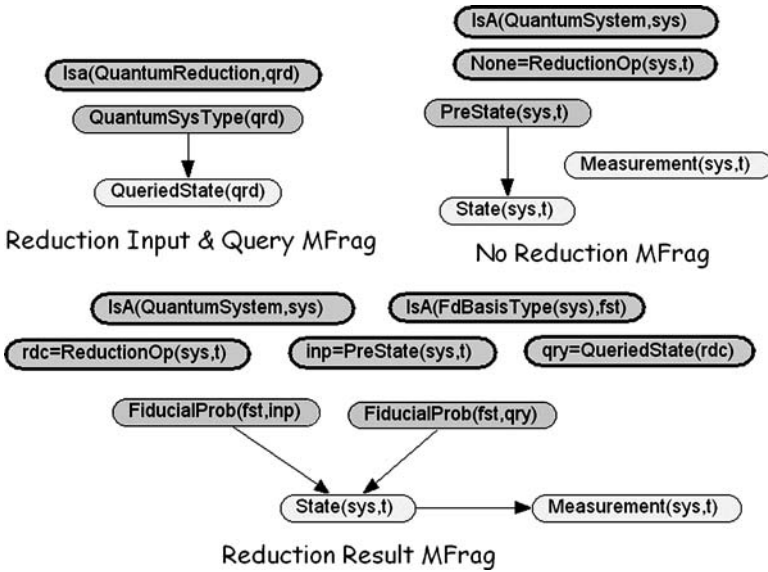 Isa(QuantumReduction,qrd)
QuantumSysType(qrd)
QueriedState(qrd)
Reduction Input & Query MFrag
IsA(QuantumSystem,sys)
None=ReductionOp(sys,t)
PreState(sys,t)
Measurement(sys,t)
State(sys,t)
No Reduction MFrag
IsA(QuantumSystem,sys)
IsA(FdBasisType(sys),fst)
rdc=ReductionOp(sys,t)
inp=PreState(sys,t)
qry=QueriedState(rdc)
FiducialProb(fst,inp)
FiducialProb(fst,qry)
State(sys,t)
Measurement(sys,t)
Reduction Result MFrag